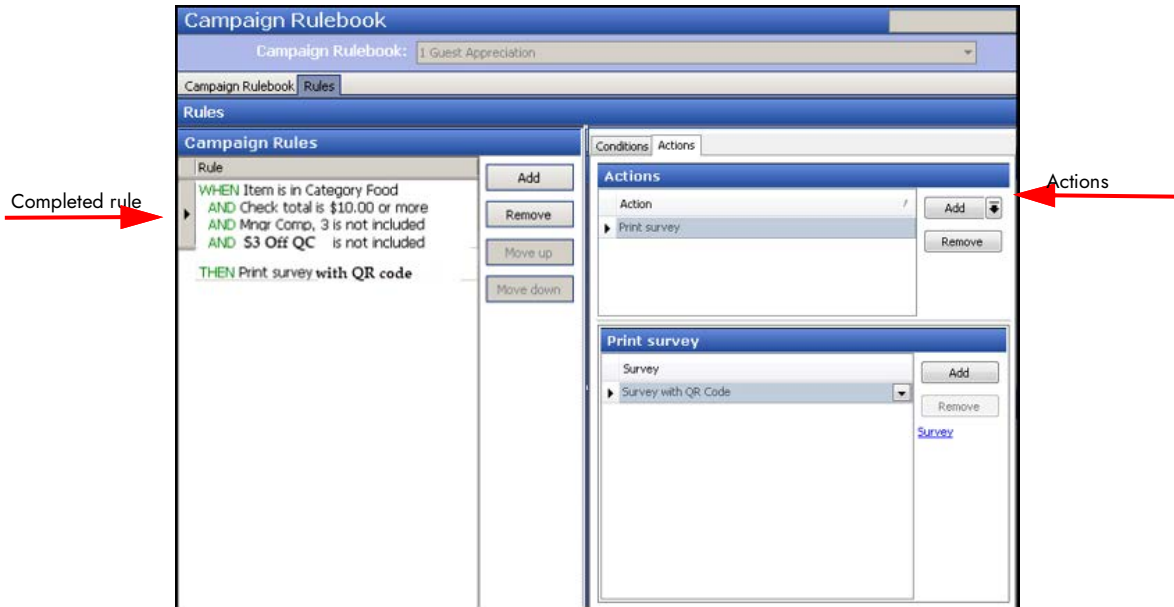 Campaign Rulebook
Campaign Rulebook: 1 Guest Appreciation
Campaign Rulebook Rules
Rules
Campaign Rules
Rule
WHEN Item is in Category Food
AND Check total is $10.00 or more
AND Mngr Comp, 3 is not included
AND $3 Off QC is not included
THEN Print survey with QR code
Add
Remove
Move up
Move down
Completed rule
Conditions Actions
Actions
Action
Print survey
Add
Remove
Actions
Print survey
Survey
Survey with QR Code
Add
Remove
Survey